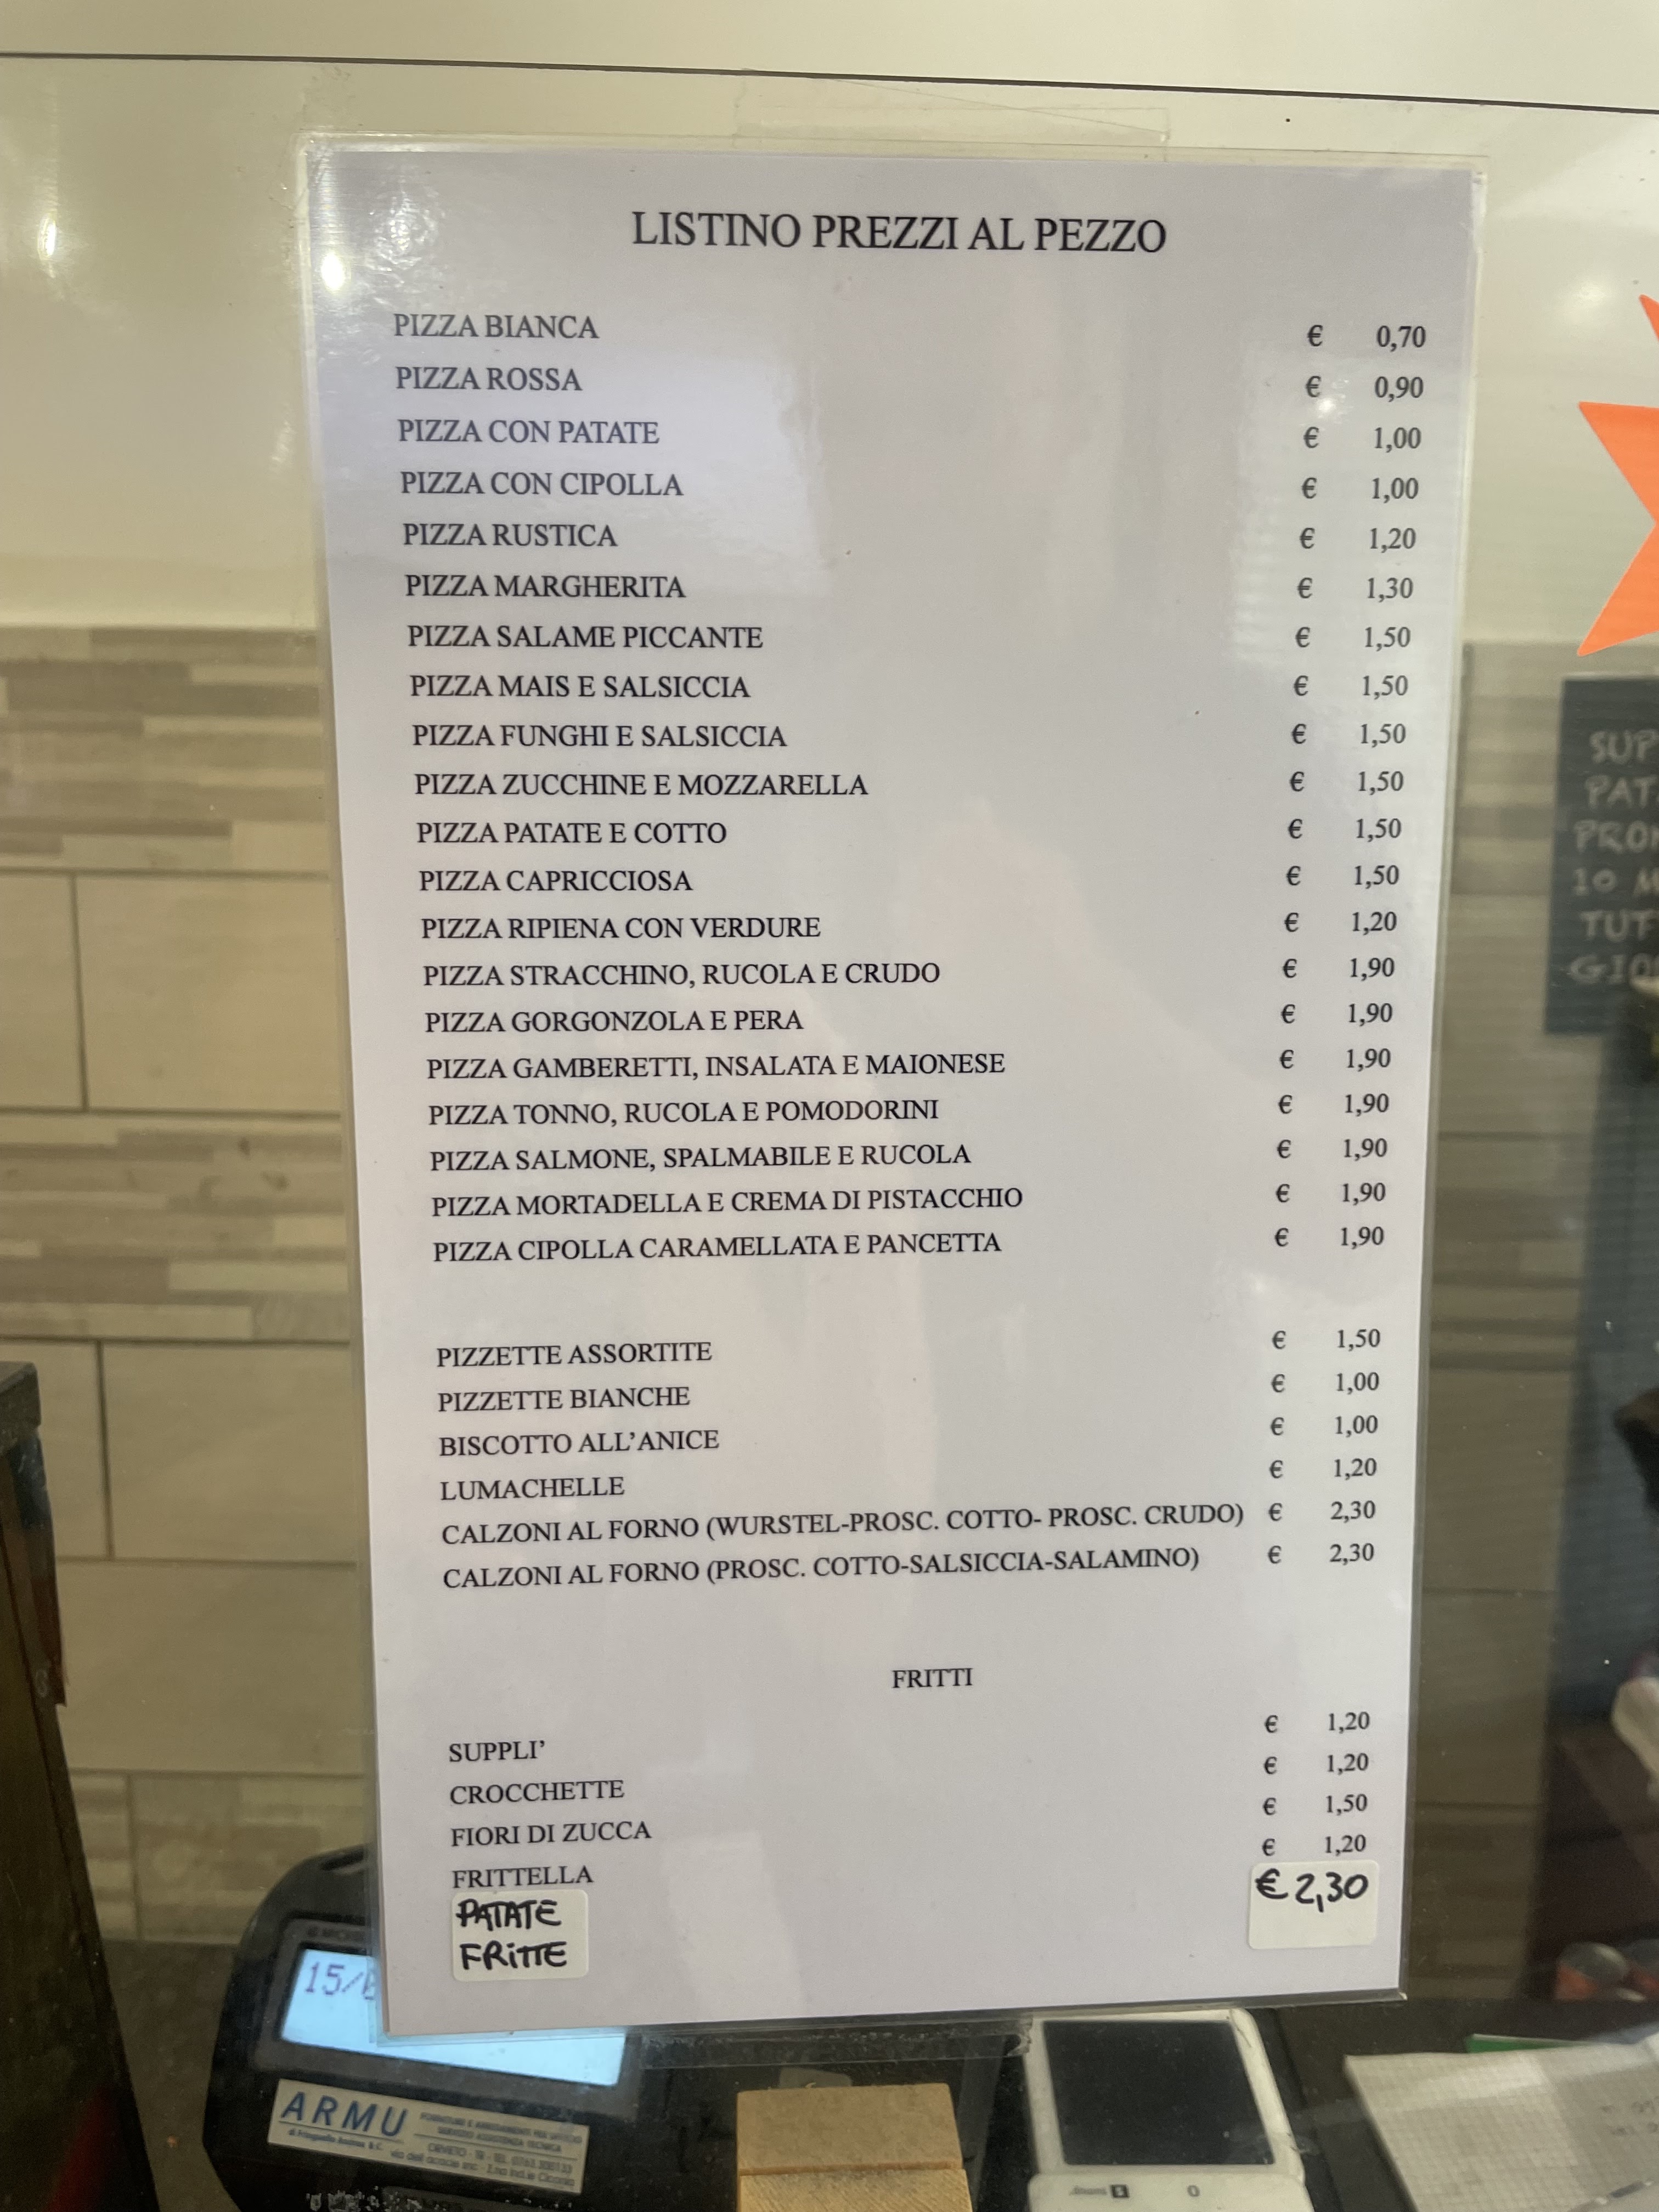 LISTINO PREZZI AL PEZZO
PIZZA BIANCA € 0,70
PIZZA ROSSA € 0,90
PIZZA CON PATATE € 1,00
PIZZA CON CIPOLLA € 1,00
PIZZA RUSTICA € 1,20
PIZZA MARGHERITA € 1,30
PIZZA SALAME PICCANTE € 1,50
PIZZA MAIS E SALSICCIA € 1,50
PIZZA FUNGHI E SALSICCIA € 1,50
PIZZA ZUCCHINE E MOZZARELLA € 1,50
PIZZA PATATE E COTTO € 1,50
PIZZA CAPRICCIOSA € 1,50
PIZZA RIPIENA CON VERDURE € 1,20
PIZZA STRACCHINO, RUCOLA E CRUDO € 1,90
PIZZA GORGONZOLA E PERA € 1,90
PIZZA GAMBERETTI, INSALATA E MAIONESE € 1,90
PIZZA TONNO, RUCOLA E POMODORINI € 1,90
PIZZA SALMONE, SPALMABILE E RUCOLA € 1,90
PIZZA MORTADELLA E CREMA DI PISTACCHIO € 1,90
PIZZA CIPOLLA CARAMELLATA E PANCETTA € 1,90
PIZZETTE ASSORTITE € 1,50
PIZZETTE BIANCHE € 1,00
BISCOTTO ALL'ANICE € 1,00
LUMACHELLE € 1,20
CALZONI AL FORNO (WURSTEL-PROSC. COTTO- PROSC. CRUDO) € 2,30
CALZONI AL FORNO (PROSC. COTTO-SALSICCIA-SALAMINO) € 2,30
FRITTI
SUPPLI' € 1,20
CROCCHETTE € 1,20
FIORI DI ZUCCA € 1,50
FRITTELLA € 1,20
PATATE € 2,30
FRITTE
SUP
PAT
PRON
10 M
TUT
GIO
15/
ARMU